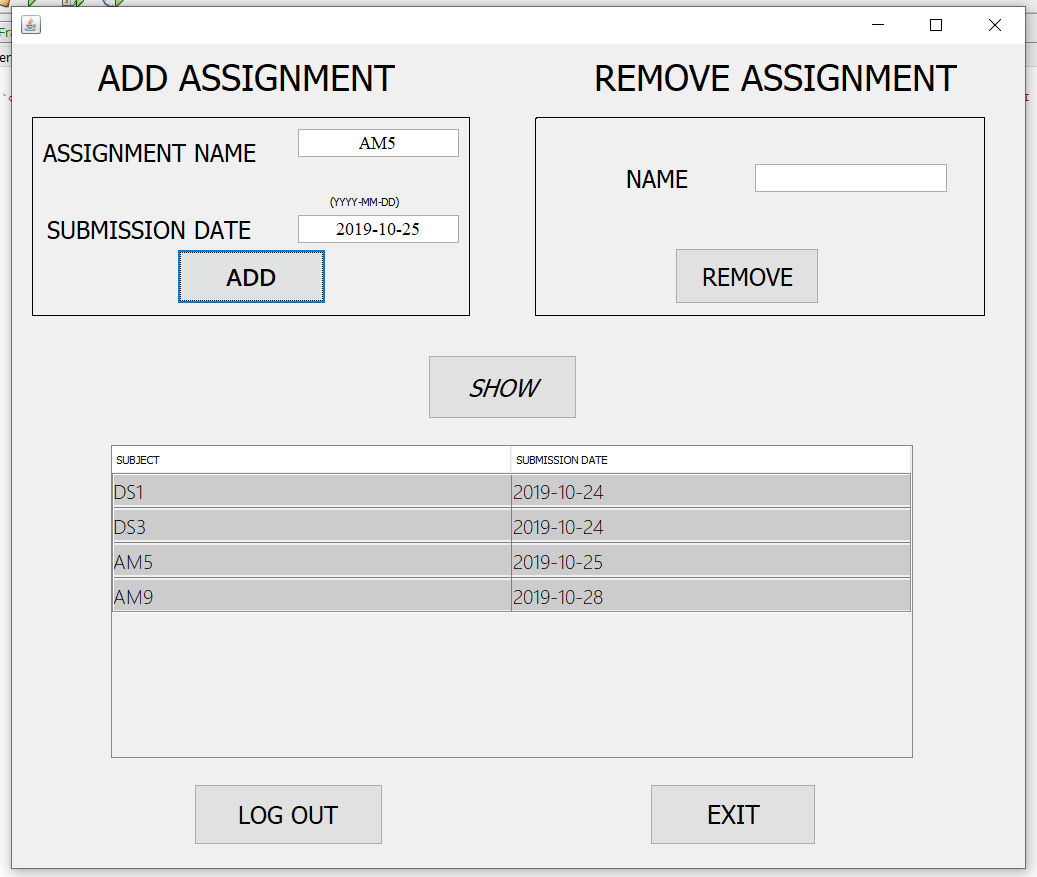 ADD ASSIGNMENT
REMOVE ASSIGNMENT
ASSIGNMENT NAME
AM5
(YYYY-MM-DD)
SUBMISSION DATE
2019-10-25
ADD
NAME
REMOVE
SHOW
SUBJECT SUBMISSION DATE
DS1 2019-10-24
DS3 2019-10-24
AM5 2019-10-25
AM9 2019-10-28
LOG OUT
EXIT